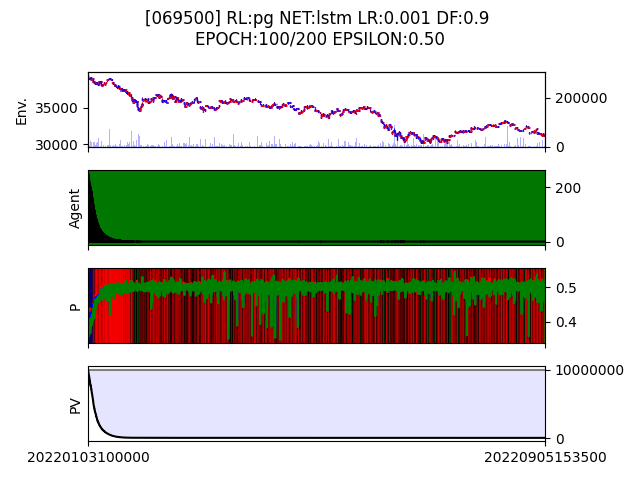 [069500] RL:pg NET:lstm LR:0.001 DF:0.9
EPOCH:100/200 EPSILON:0.50
Env.
35000
30000
200000
0
Agent
200
0
P
0.5
0.4
PV
10000000
0
20220103100000
20220905153500